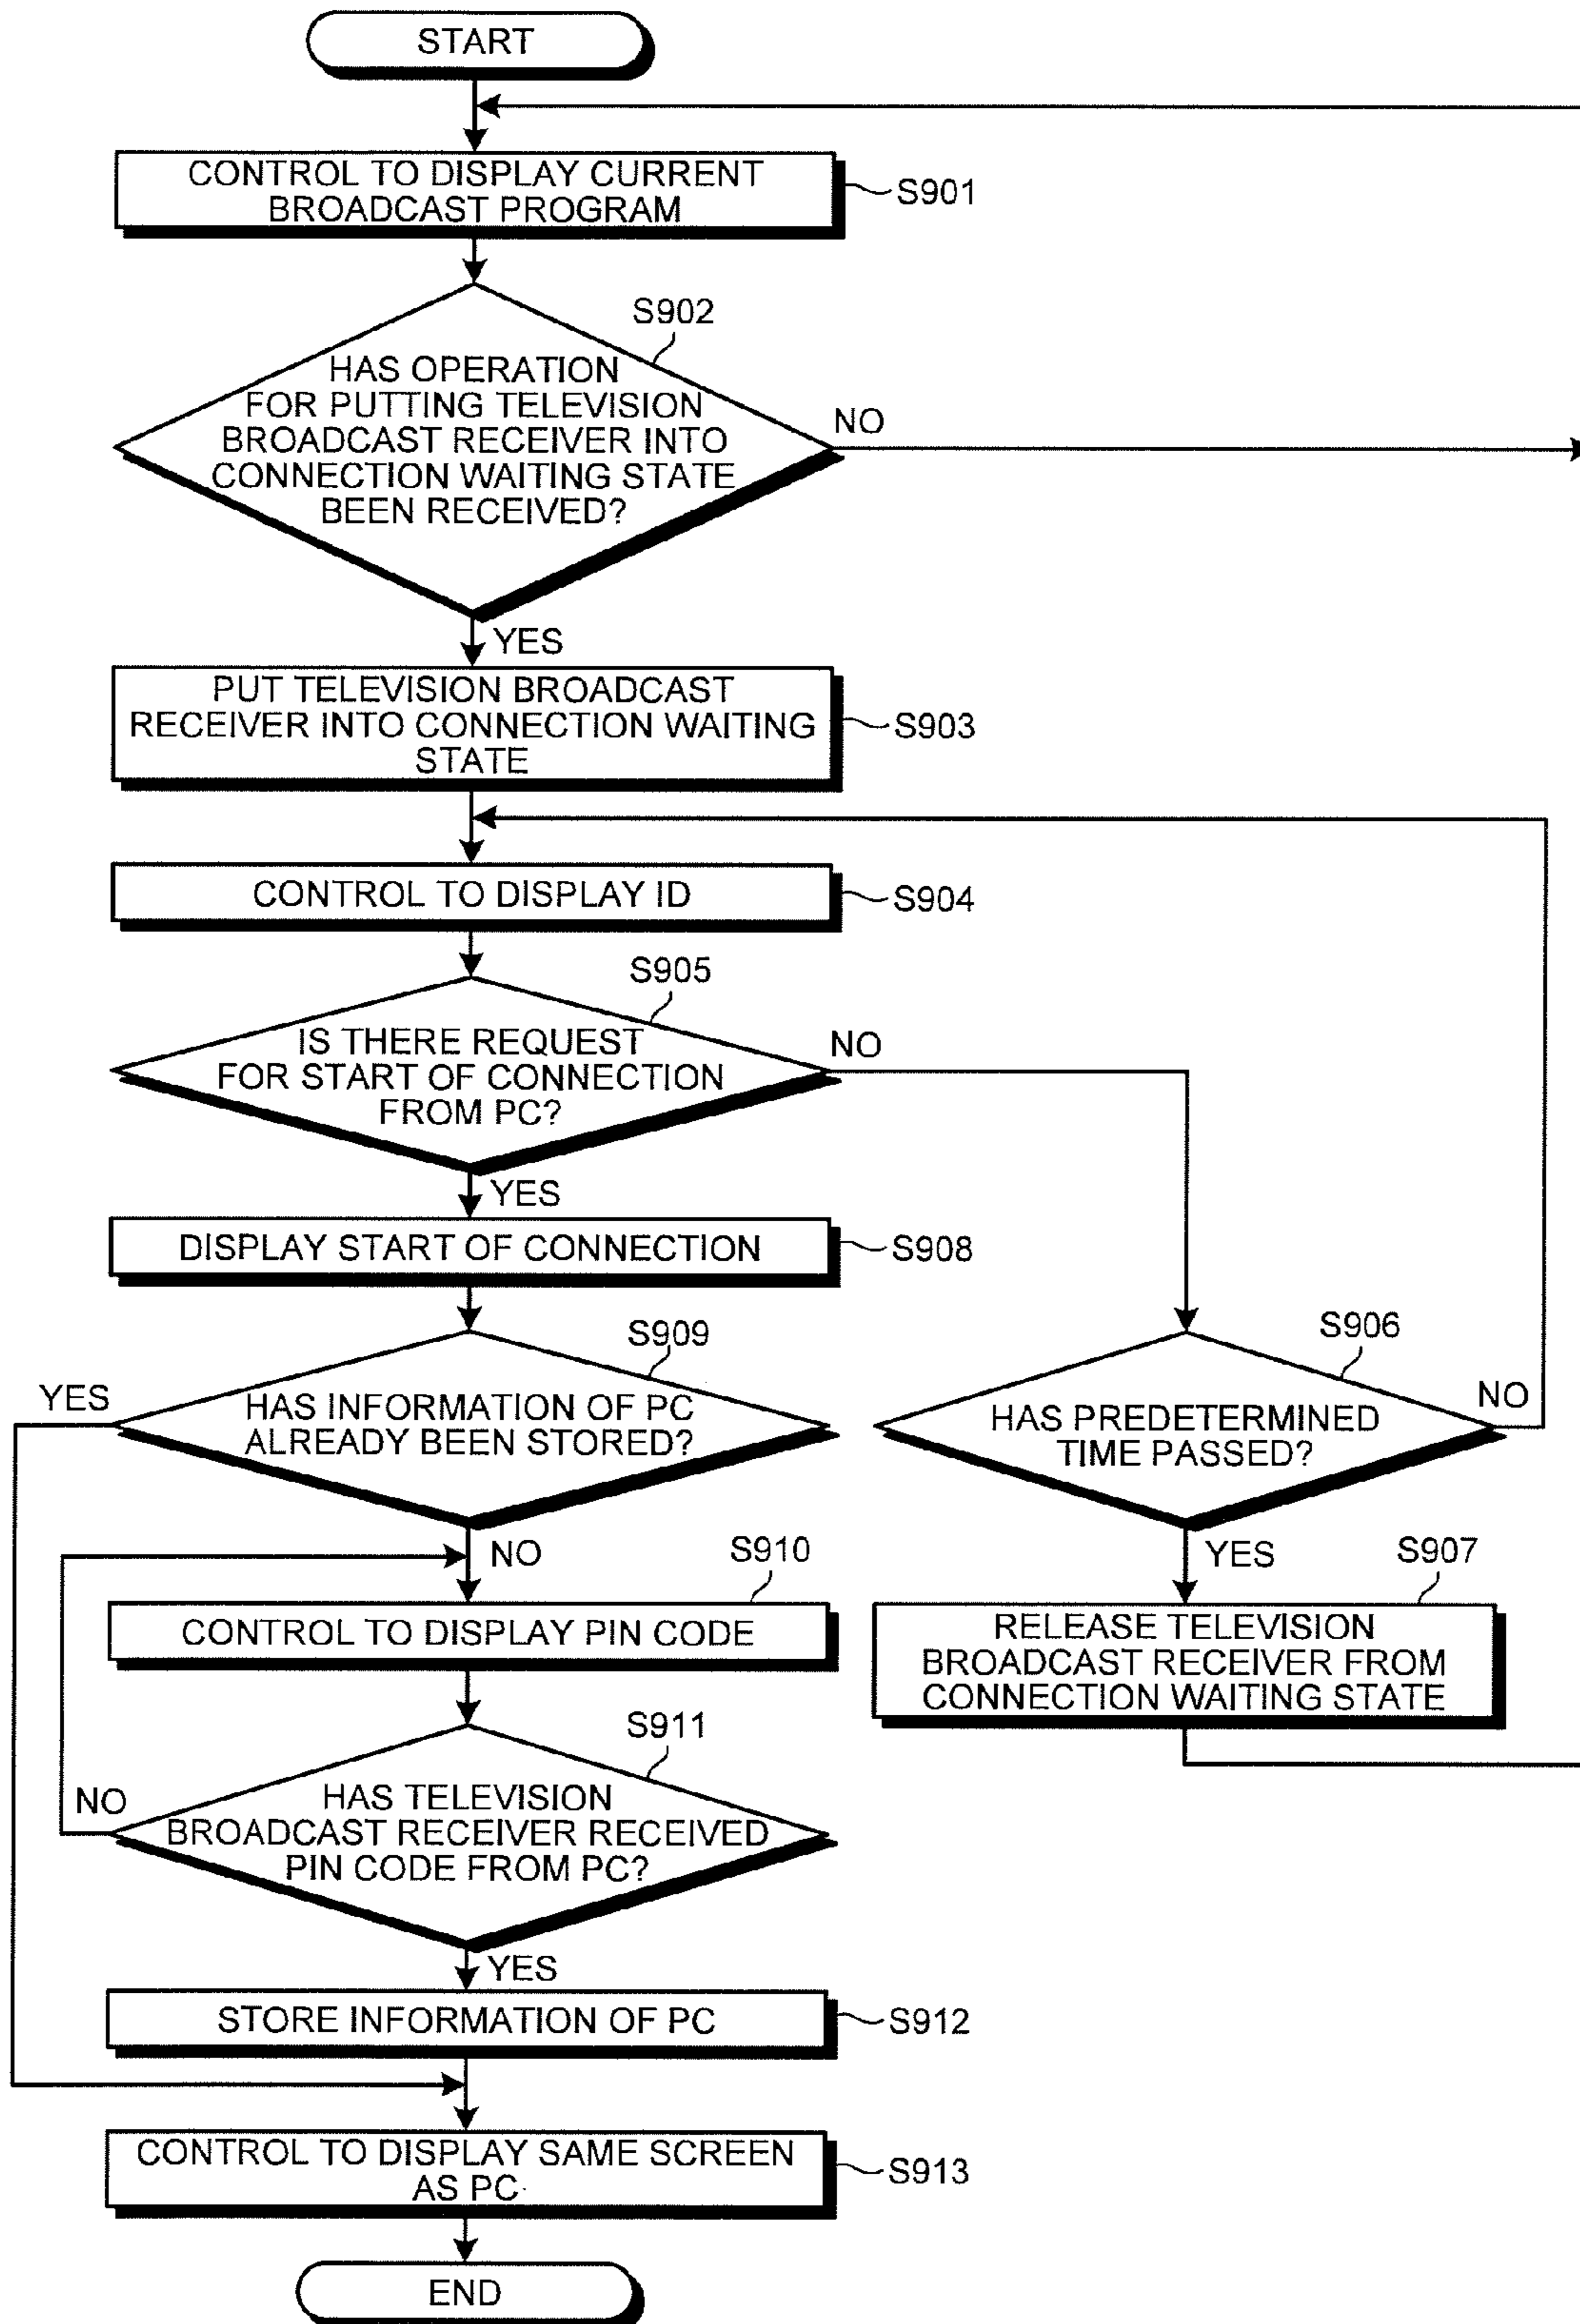 START
CONTROL TO DISPLAY CURRENT
BROADCAST PROGRAM
S901
S902
HAS OPERATION
FOR PUTTING TELEVISION
BROADCAST RECEIVER INTO
CONNECTION WAITING STATE
BEEN RECEIVED?
NO
YES
PUT TELEVISION BROADCAST
RECEIVER INTO CONNECTION WAITING
STATE
S903
CONTROL TO DISPLAY ID
S904
S905
IS THERE REQUEST
FOR START OF CONNECTION
FROM PC?
NO
YES
DISPLAY START OF CONNECTION
S908
S909
HAS INFORMATION OF PC
ALREADY BEEN STORED?
YES
NO
S906
HAS PREDETERMINED
TIME PASSED?
NO
YES
S907
RELEASE TELEVISION
BROADCAST RECEIVER FROM
CONNECTION WAITING STATE
S910
CONTROL TO DISPLAY PIN CODE
S911
HAS TELEVISION
BROADCAST RECEIVER RECEIVED
PIN CODE FROM PC?
NO
YES
STORE INFORMATION OF PC
S912
CONTROL TO DISPLAY SAME SCREEN
AS PC
S913
END